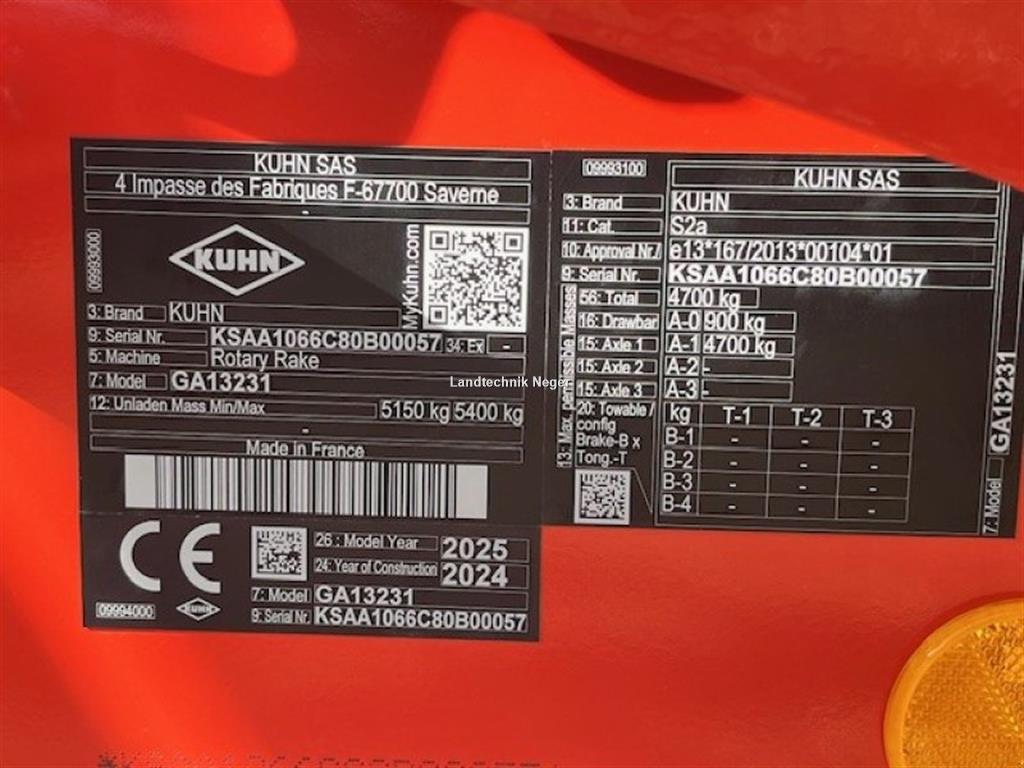 KUHN SAS
4 Impasse des Fabriques F-67700 Saverne
-
09993000
KUHN
MyKuhn.com
3: Brand KUHN
9: Serial Nr. KSAA1066C80B00057 34: Ex -
5: Machine Rotary Rake
7: Model GA13231
12: Unladen Mass Min/Max 5150 kg 5400 kg
-
Made in France
CE
26 : Model Year 2025
24: Year of Construction 2024
7: Model GA13231
09994000 KUHN 9: Serial Nr. KSAA1066C80B00057
09993100 KUHN SAS
3: Brand KUHN
11: Cat. S2a
10: Approval Nr./ e13*167/2013*00104*01
9: Serial Nr. KSAA1066C80B00057
13: Max. permissible Masses
56: Total 4700 kg
16: Drawbar A-0 900 kg
15: Axle 1 A-1 4700 kg
15: Axle 2 A-2 -
15: Axle 3 A-3 -
20: Towable / config Brake-B x Tong.-T
kg T-1 T-2 T-3
B-1 - - -
B-2 - - -
B-3 - - -
B-4 - - -
7: Model GA13231
Landtechnik Neger